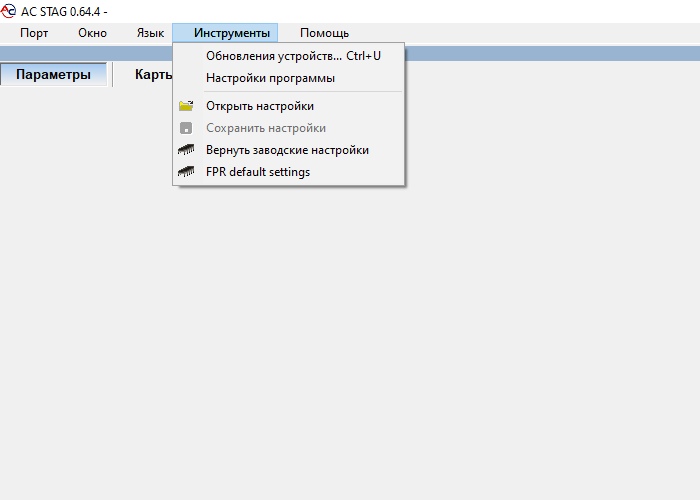 AC STAG 0.64.4 -
Порт Окно Язык Инструменты Помощь
Обновления устройств... Ctrl+U
Параметры Карты
Настройки программы
Открыть настройки
Сохранить настройки
Вернуть заводские настройки
FPR default settings